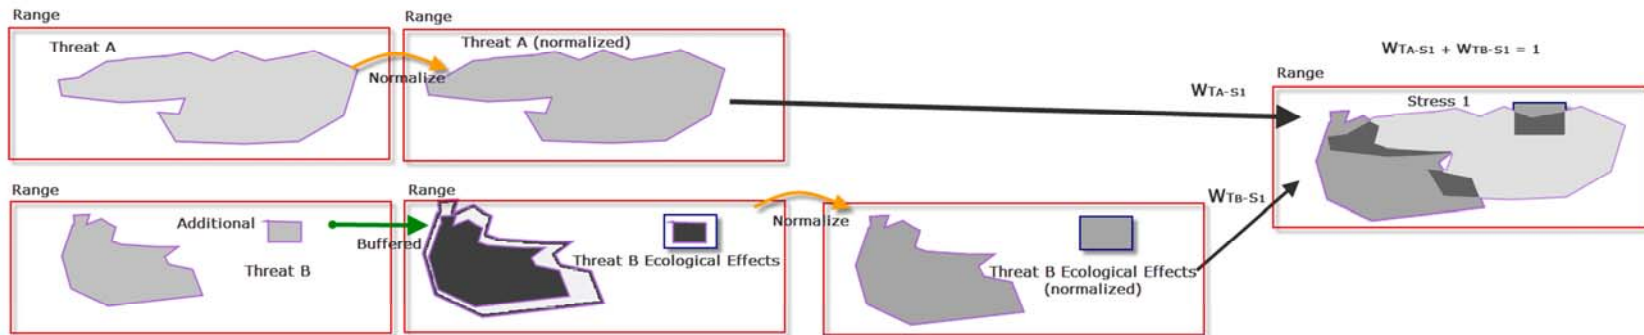 Range
Threat A
Normalize
Range
Threat A (normalized)
WTA-S1
WTA-S1 + WTB-S1 = 1
Range
Stress 1
Range
Additional
Threat B
Buffered
Range
Threat B Ecological Effects
Normalize
Threat B Ecological Effects
(normalized)
WTB-S1